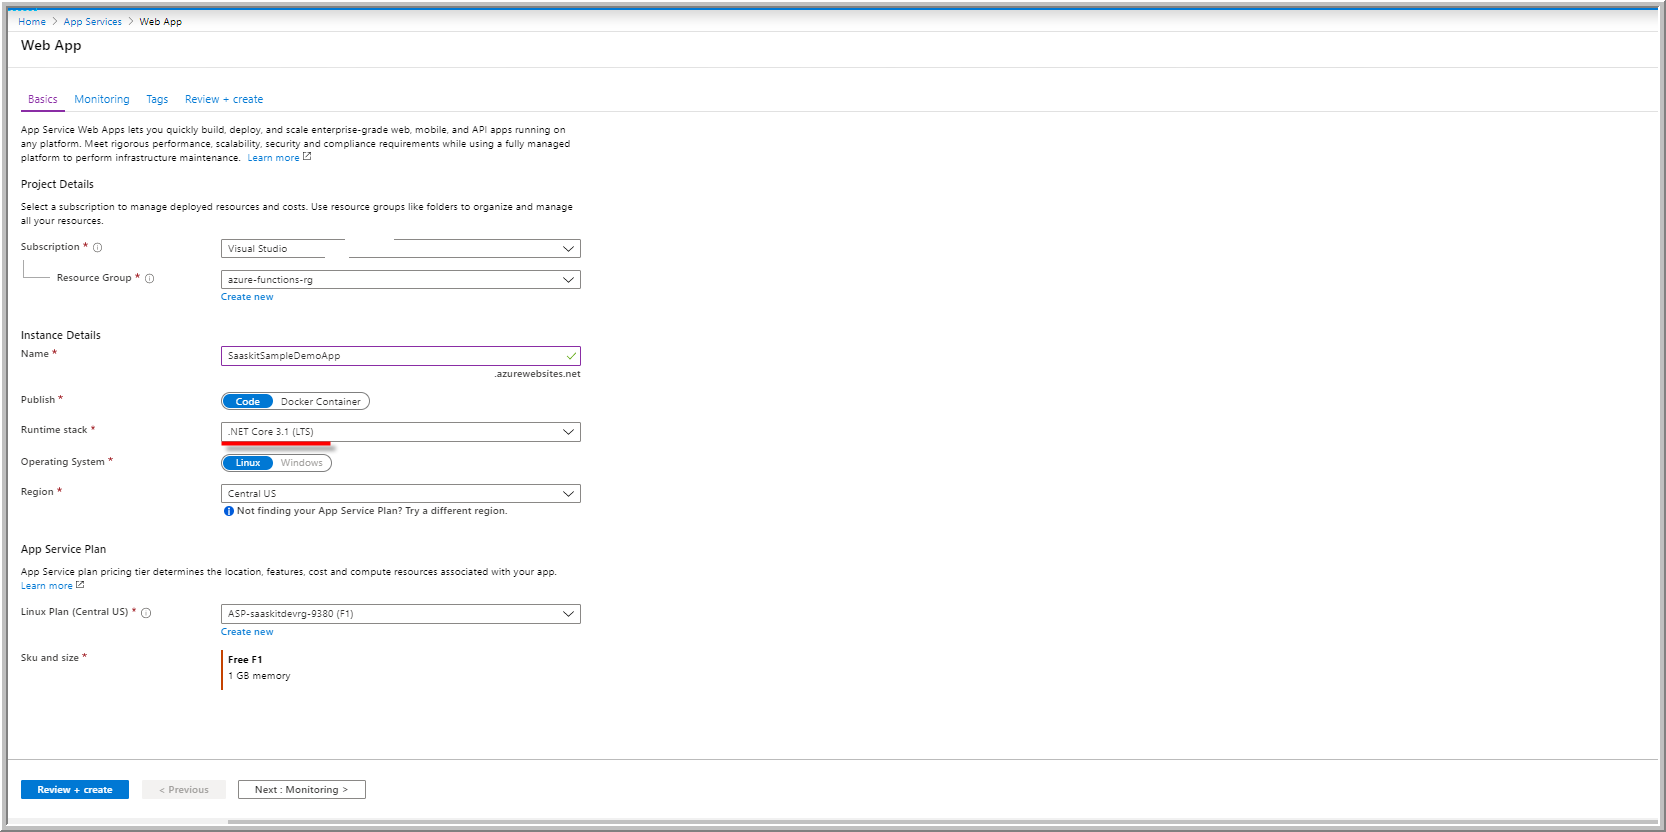 Home > App Services > Web App
Web App
Basics Monitoring Tags Review + create
App Service Web Apps lets you quickly build, deploy, and scale enterprise-grade web, mobile, and API apps running on
any platform. Meet rigorous performance, scalability, security and compliance requirements while using a fully managed
platform to perform infrastructure maintenance. Learn more
Project Details
Select a subscription to manage deployed resources and costs. Use resource groups like folders to organize and manage
all your resources.
Subscription * Visual Studio
Resource Group * azure-functions-rg
Create new
Instance Details
Name * SaaskitSampleDemoApp
.azurewebsites.net
Publish * Code Docker Container
Runtime stack * .NET Core 3.1 (LTS)
Operating System * Linux Windows
Region * Central US
Not finding your App Service Plan? Try a different region.
App Service Plan
App Service plan pricing tier determines the location, features, cost and compute resources associated with your app.
Learn more
Linux Plan (Central US) * ASP-saaskitdevrg-9380 (F1)
Create new
Sku and size * Free F1
1 GB memory
Review + create < Previous Next : Monitoring >